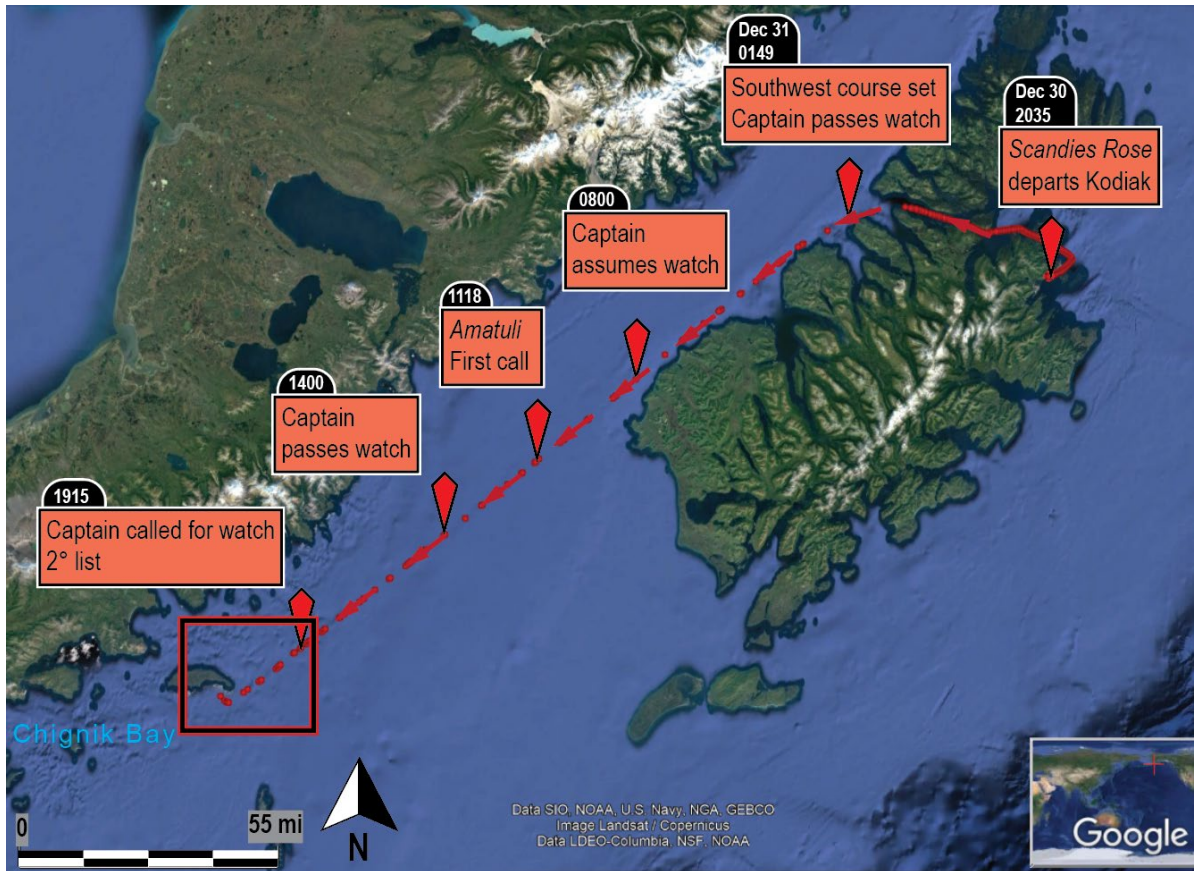 Dec 31
0149
Southwest course set
Captain passes watch
Dec 30
2035
Scandies Rose
departs Kodiak
0800
Captain
assumes watch
1118
Amatuli
First call
1400
Captain
passes watch
1915
Captain called for watch
2° list
Chignik Bay
0
55 mi
N
Data SIO, NOAA, U.S. Navy, NGA, GEBCO
Image Landsat / Copernicus
Data LDEO-Columbia, NSF, NOAA
Google